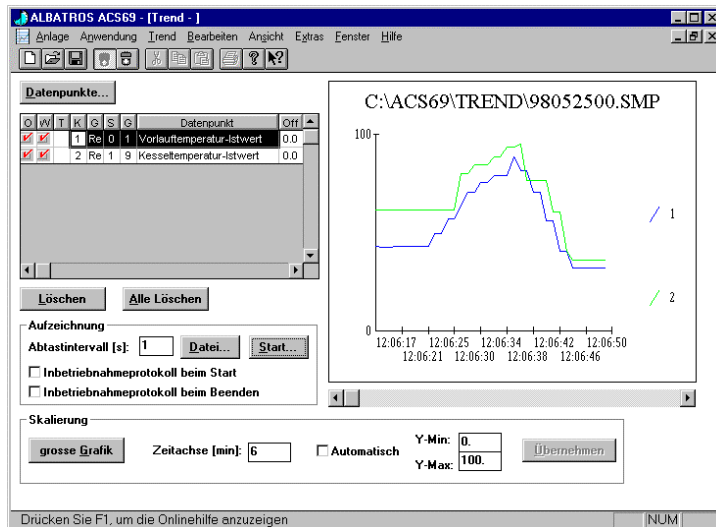 ALBATROS ACS69 - [Trend - ]
Anlage Anwendung Trend Bearbeiten Ansicht Extras Fenster Hilfe
Datenpunkte...
O W T K G S G Datenpunkt Off
1 Re 0 1 Vorlauftemperatur-Istwert 0.0
2 Re 1 9 Kesseltemperatur-Istwert 0.0
Löschen Alle Löschen
Aufzeichnung
Abtastintervall [s]: 1 Datei... Start...
Inbetriebnahmeprotokoll beim Start
Inbetriebnahmeprotokoll beim Beenden
C:\ACS69\TREND\98052500.SMP
100
1
2
0
12:06:17 12:06:25 12:06:34 12:06:42 12:06:50
12:06:21 12:06:30 12:06:38 12:06:46
Skalierung
grosse Grafik Zeitachse [min]: 6 Automatisch Y-Min: 0. Übernehmen
Y-Max: 100.
Drücken Sie F1, um die Onlinehilfe anzuzeigen NUM